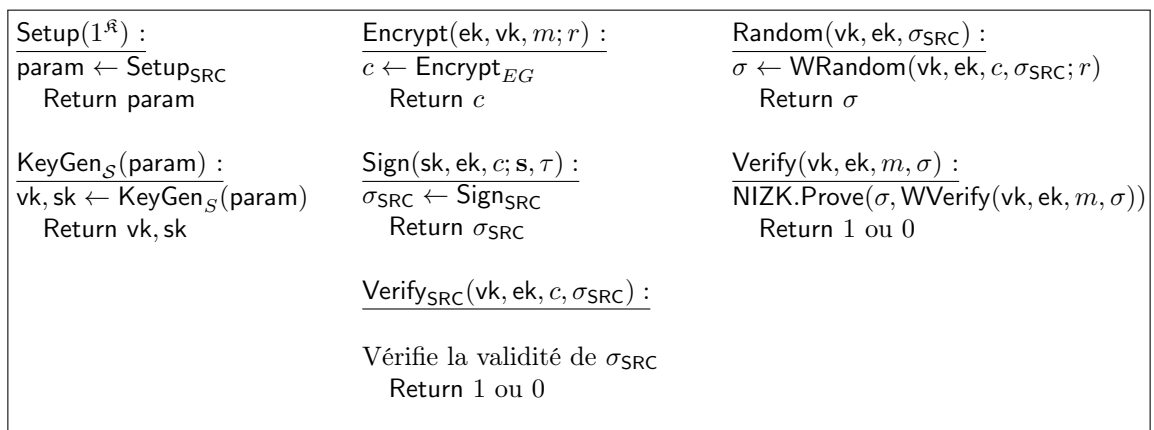 Setup(1^𝔎) :
param ← Setup_SRC
Return param
KeyGen_𝒮(param) :
vk, sk ← KeyGen_S(param)
Return vk, sk
Encrypt(ek, vk, m; r) :
c ← Encrypt_EG
Return c
Sign(sk, ek, c; s, τ) :
σ_SRC ← Sign_SRC
Return σ_SRC
Verify_SRC(vk, ek, c, σ_SRC) :
Vérifie la validité de σ_SRC
Return 1 ou 0
Random(vk, ek, σ_SRC) :
σ ← WRandom(vk, ek, c, σ_SRC; r)
Return σ
Verify(vk, ek, m, σ) :
NIZK.Prove(σ, WVerify(vk, ek, m, σ))
Return 1 ou 0